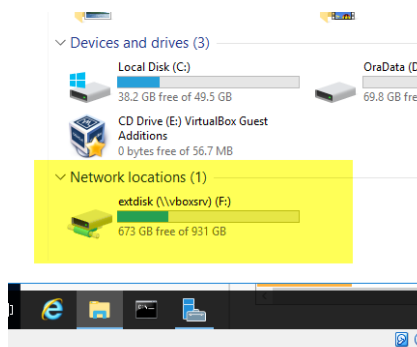 Devices and drives (3)
Local Disk (C:)
38.2 GB free of 49.5 GB
OraData (D
69.8 GB fre
CD Drive (E:) VirtualBox Guest
Additions
0 bytes free of 56.7 MB
Network locations (1)
extdisk (\\vboxsrv) (F:)
673 GB free of 931 GB